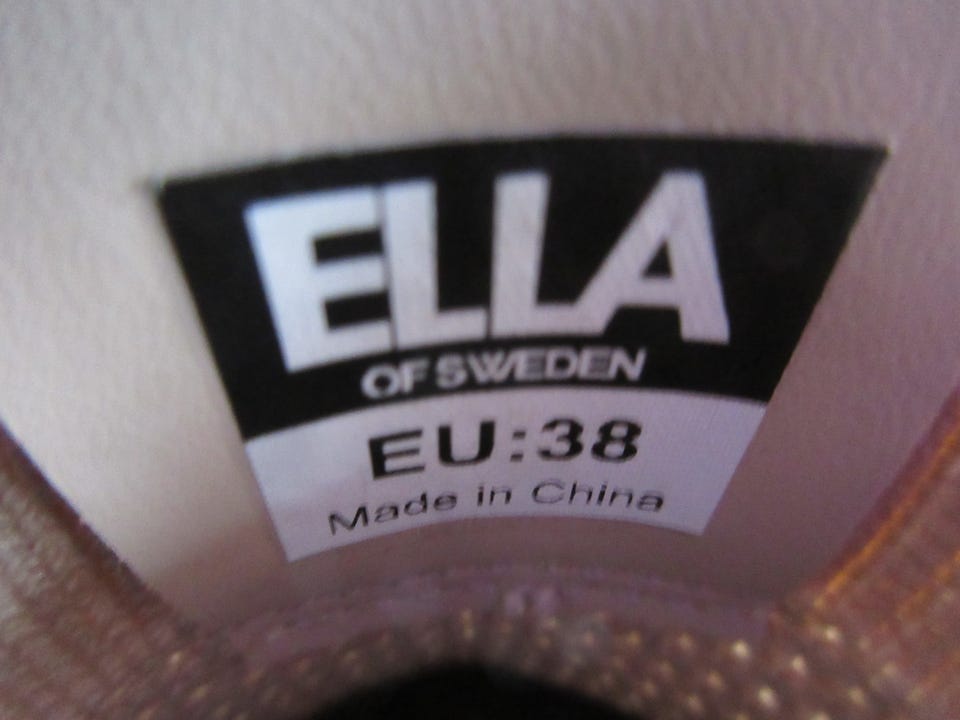 ELLA
OF SWEDEN
EU:38
Made in China